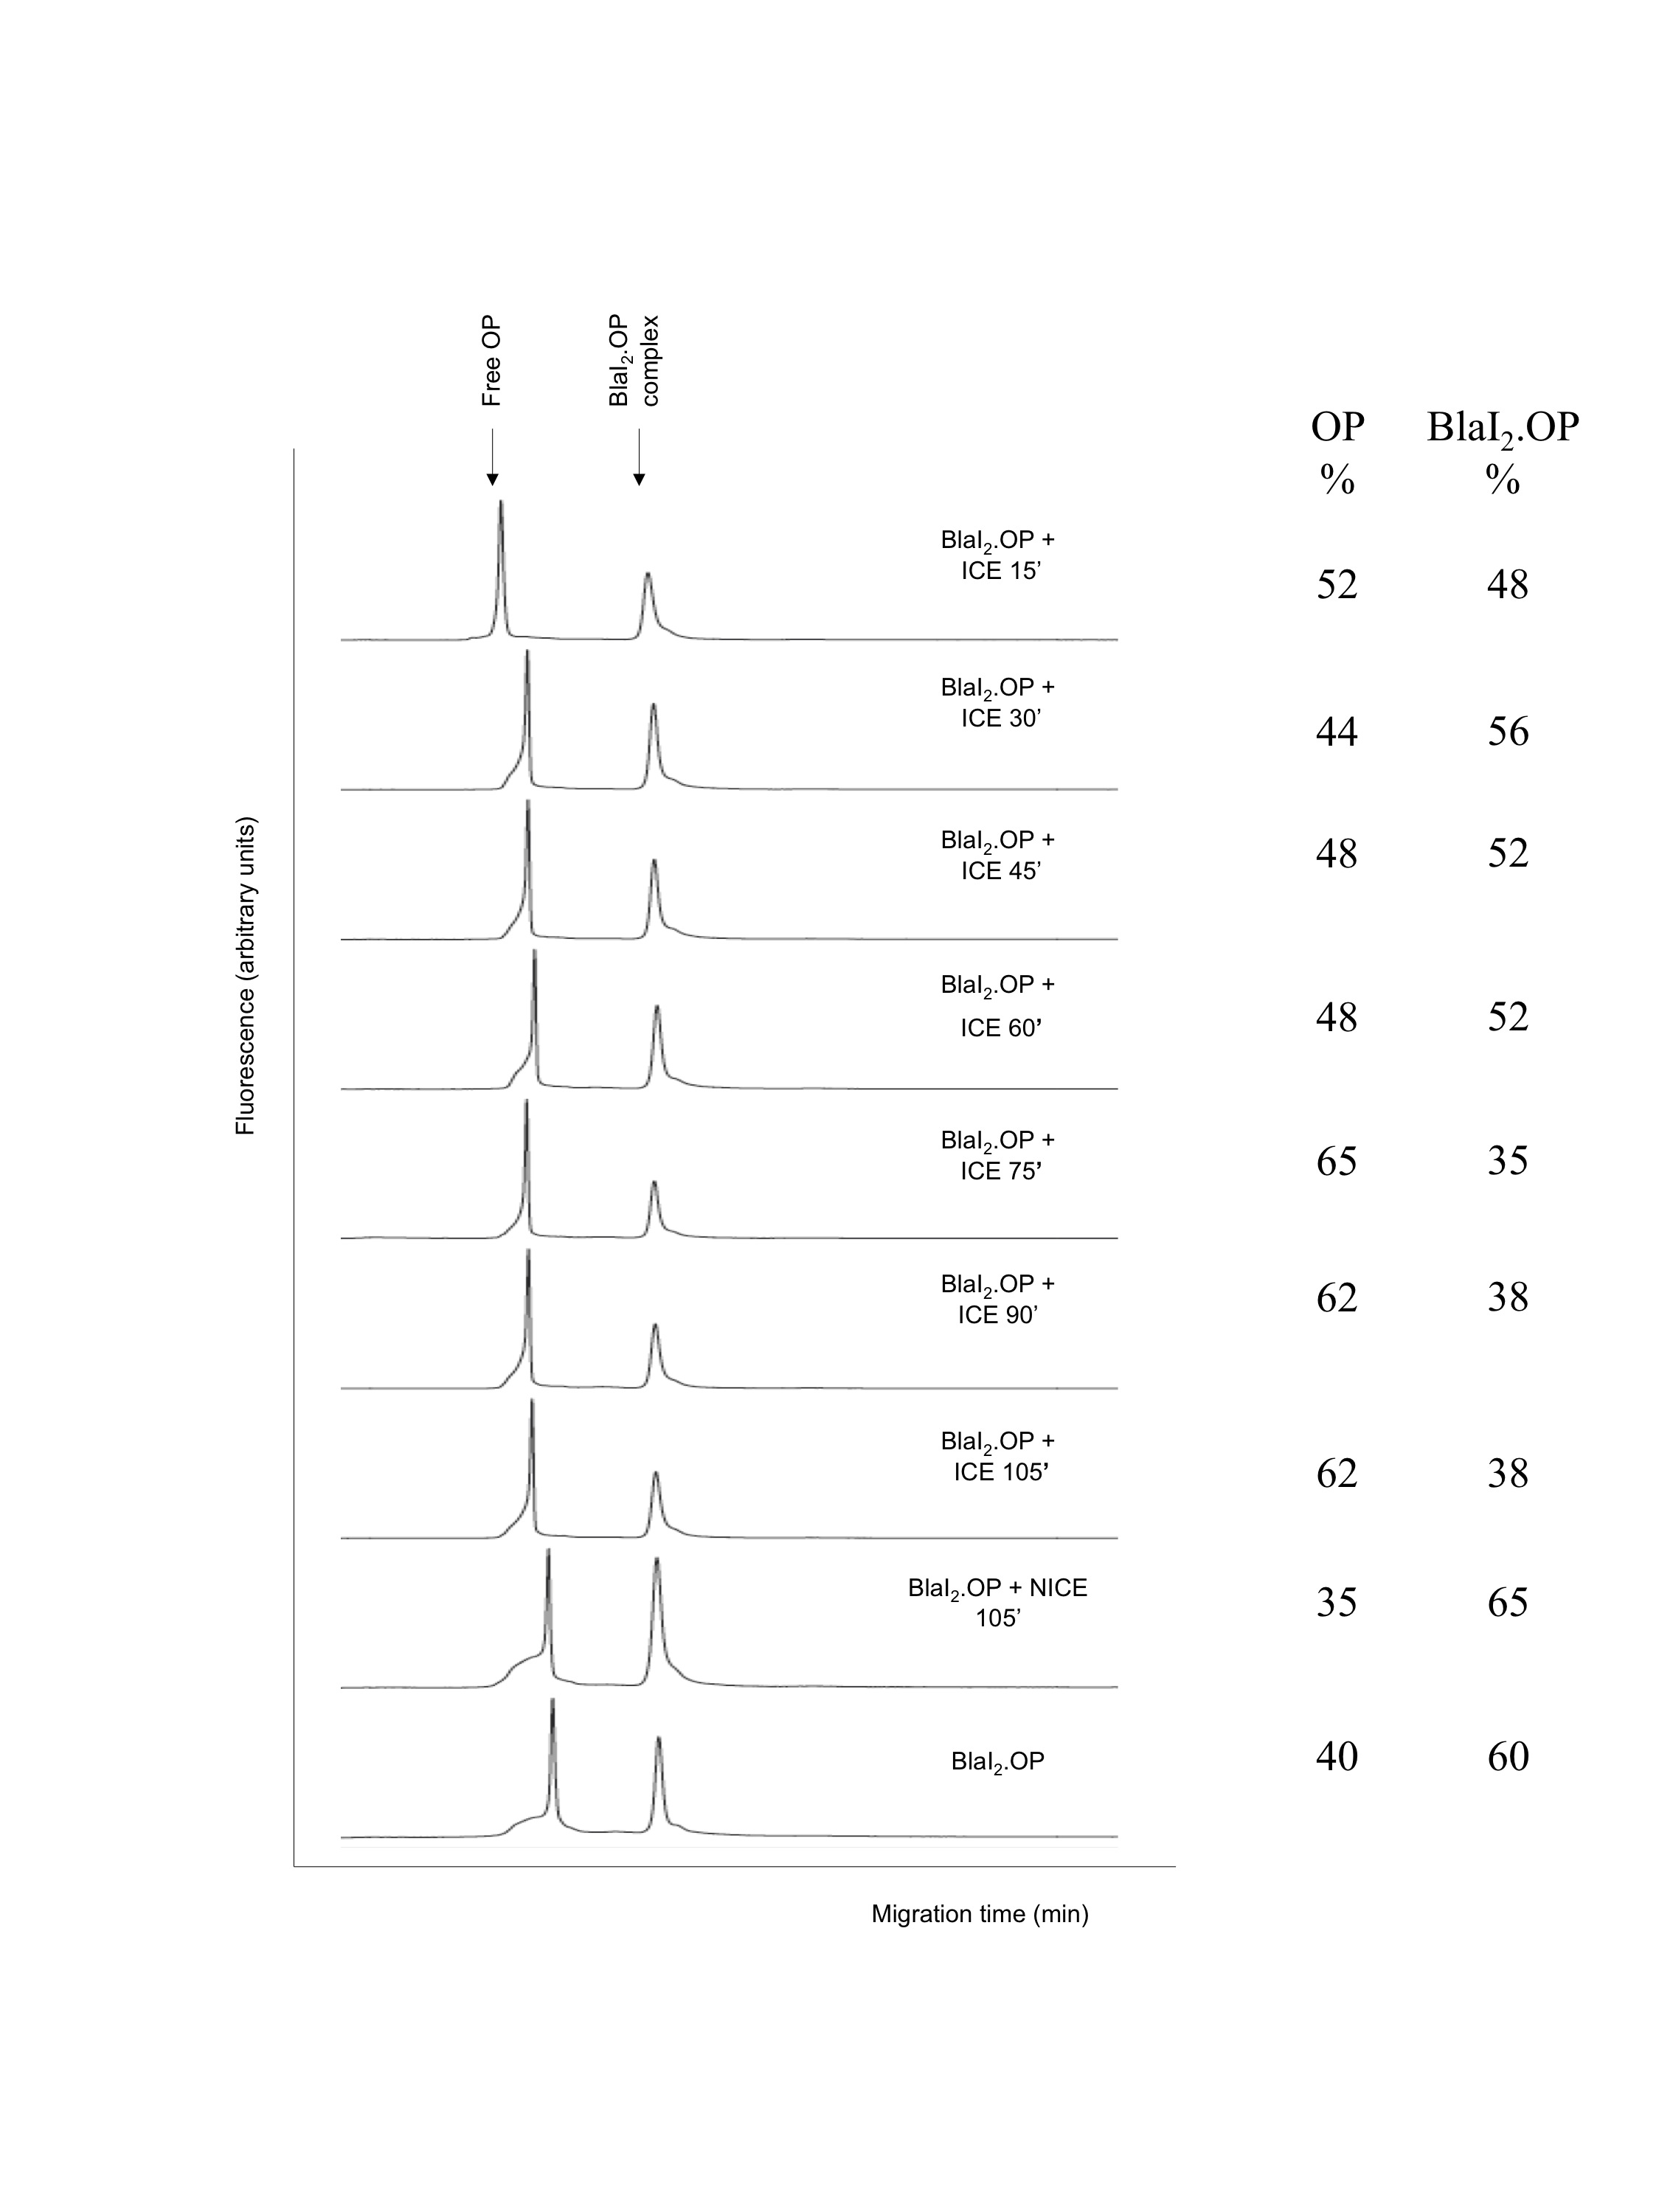 Free OP
BlaI2.OP
complex
OP
BlaI2.OP
%
%
BlaI2.OP +
ICE 15’
52
48
BlaI2.OP +
ICE 30’
44
56
BlaI2.OP +
ICE 45’
48
52
BlaI2.OP +
ICE 60’
48
52
BlaI2.OP +
ICE 75’
65
35
BlaI2.OP +
ICE 90’
62
38
BlaI2.OP +
ICE 105’
62
38
BlaI2.OP + NICE
105’
35
65
BlaI2.OP
40
60
Fluorescence (arbitrary units)
Migration time (min)